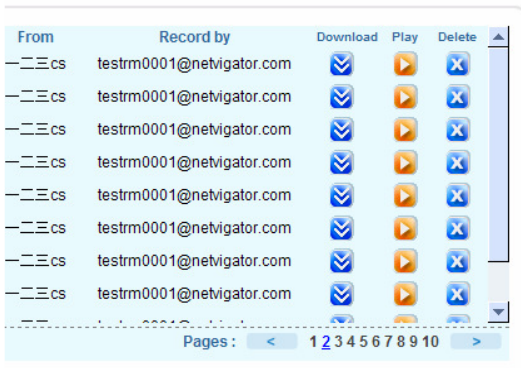 From Record by Download Play Delete
一二三cs testrm0001@netvigator.com
一二三cs testrm0001@netvigator.com
一二三cs testrm0001@netvigator.com
一二三cs testrm0001@netvigator.com
一二三cs testrm0001@netvigator.com
一二三cs testrm0001@netvigator.com
一二三cs testrm0001@netvigator.com
一二三cs testrm0001@netvigator.com
Pages : < 1 2 3 4 5 6 7 8 9 10 >